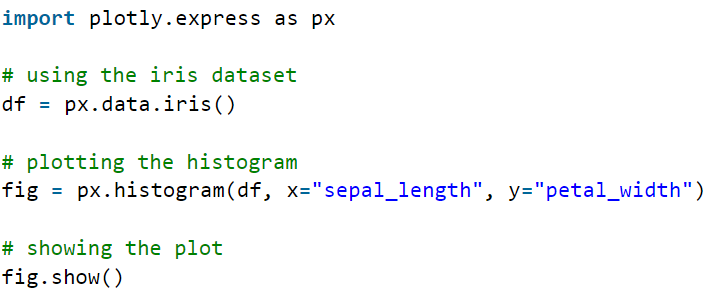 import plotly.express as px
# using the iris dataset
df = px.data.iris()
# plotting the histogram
fig = px.histogram(df, x="sepal_length", y="petal_width")
# showing the plot
fig.show()